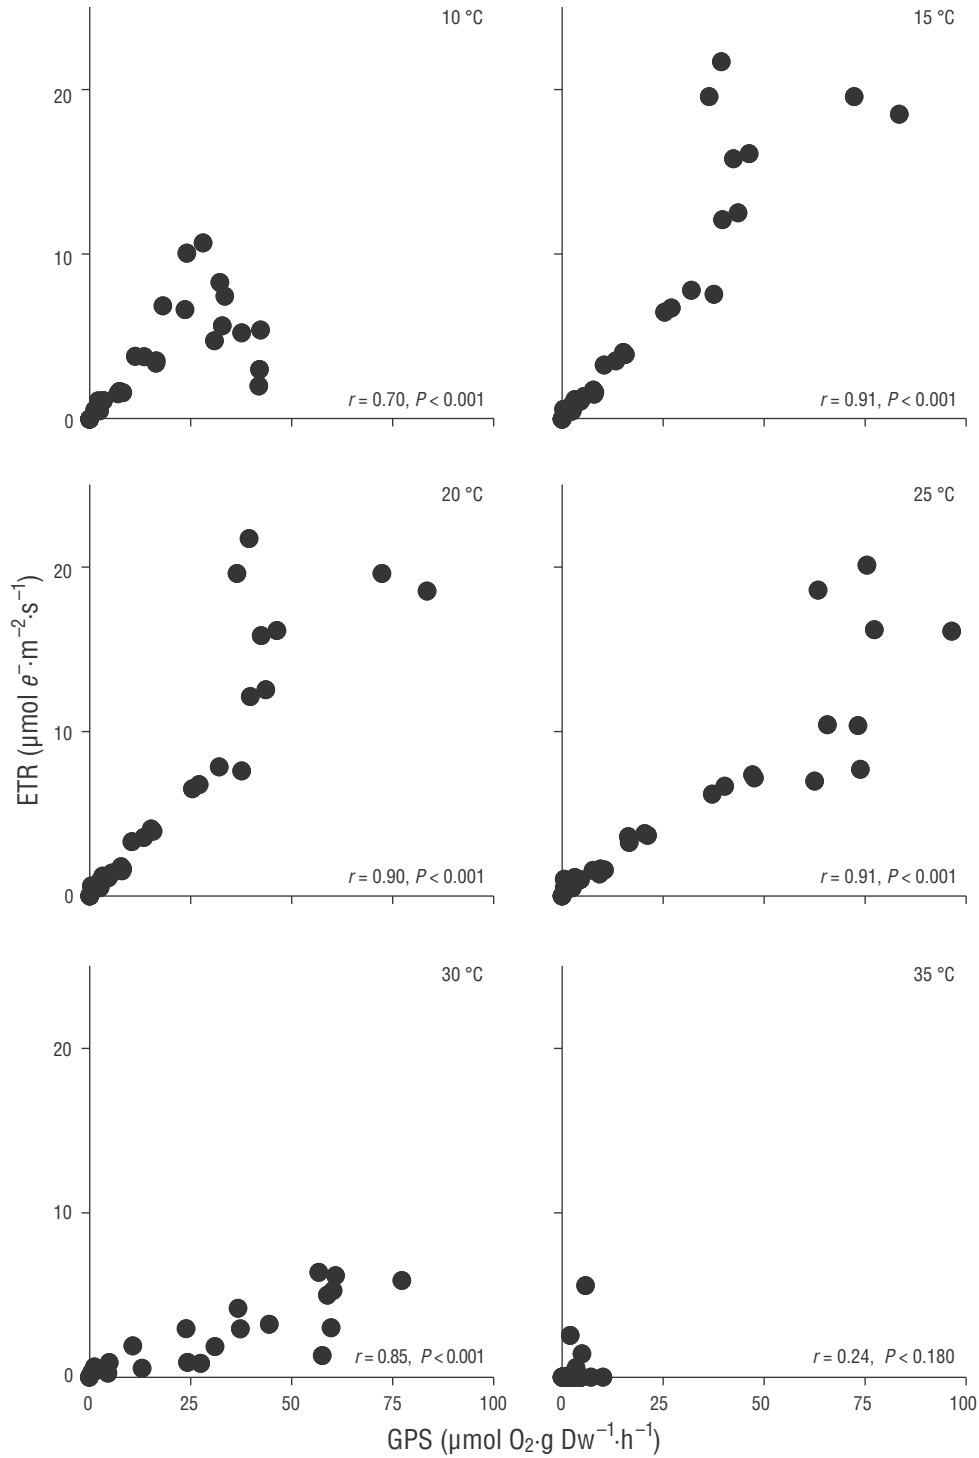 10 °C
15 °C
20
10
0
r = 0.70, P < 0.001
r = 0.91, P < 0.001
20 °C
25 °C
20
10
0
r = 0.90, P < 0.001
r = 0.91, P < 0.001
ETR (µmol e⁻·m⁻²·s⁻¹)
30 °C
35 °C
20
10
0
r = 0.85, P < 0.001
r = 0.24, P < 0.180
0 25 50 75 100
0 25 50 75 100
GPS (µmol O₂·g Dw⁻¹·h⁻¹)